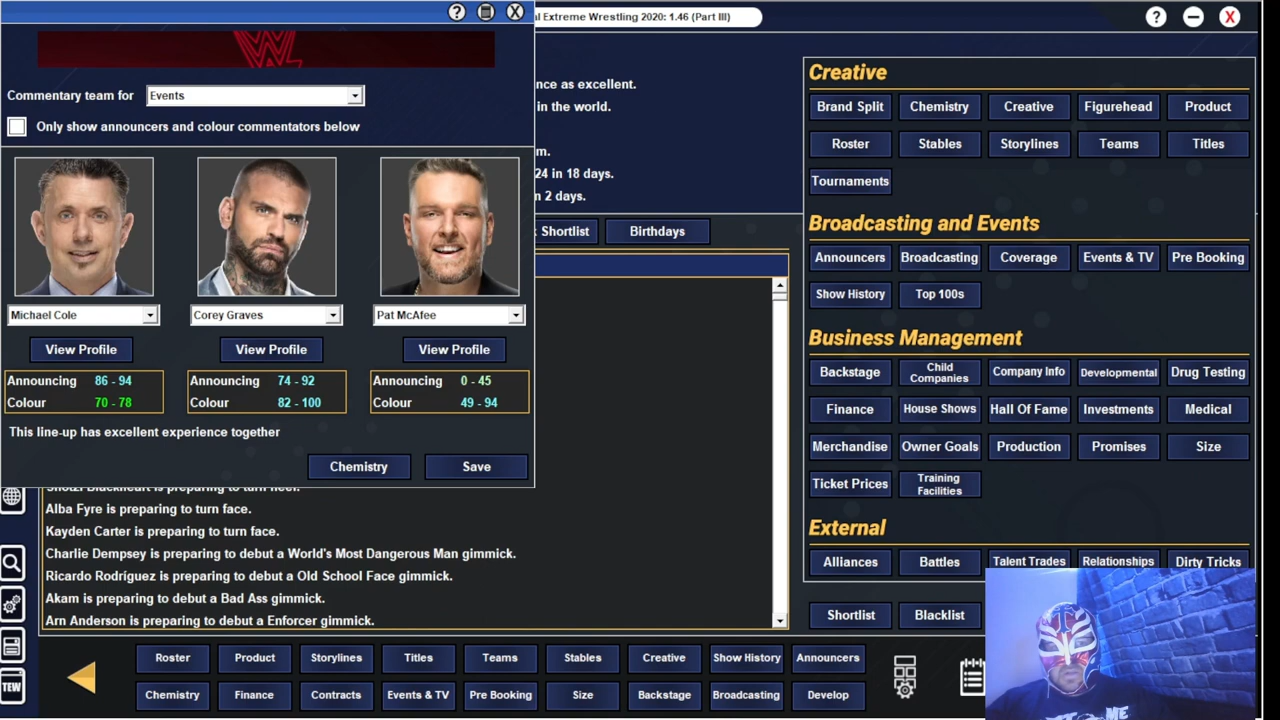 ?
X
al Extreme Wrestling 2020: 1.46 (Part III)
?
X
Commentary team for
Events
Only show announcers and colour commentators below
Michael Cole
Corey Graves
Pat McAfee
View Profile
View Profile
View Profile
Announcing 86 - 94
Colour 70 - 78
Announcing 74 - 92
Colour 82 - 100
Announcing 0 - 45
Colour 49 - 94
This line-up has excellent experience together
Chemistry
Save
nce as excellent.
in the world.
m.
24 in 18 days.
n 2 days.
Shortlist
Birthdays
Alba Fyre is preparing to turn face.
Kayden Carter is preparing to turn face.
Charlie Dempsey is preparing to debut a World's Most Dangerous Man gimmick.
Ricardo Rodríguez is preparing to debut a Old School Face gimmick.
Akam is preparing to debut a Bad Ass gimmick.
Arn Anderson is preparing to debut a Enforcer gimmick.
Creative
Brand Split
Chemistry
Creative
Figurehead
Product
Roster
Stables
Storylines
Teams
Titles
Tournaments
Broadcasting and Events
Announcers
Broadcasting
Coverage
Events & TV
Pre Booking
Show History
Top 100s
Business Management
Backstage
Child
Companies
Company Info
Developmental
Drug Testing
Finance
House Shows
Hall Of Fame
Investments
Medical
Merchandise
Owner Goals
Production
Promises
Size
Ticket Prices
Training
Facilities
External
Alliances
Battles
Talent Trades
Relationships
Dirty Tricks
Shortlist
Blacklist
TEW
Roster
Product
Storylines
Titles
Teams
Stables
Creative
Show History
Announcers
Chemistry
Finance
Contracts
Events & TV
Pre Booking
Size
Backstage
Broadcasting
Develop